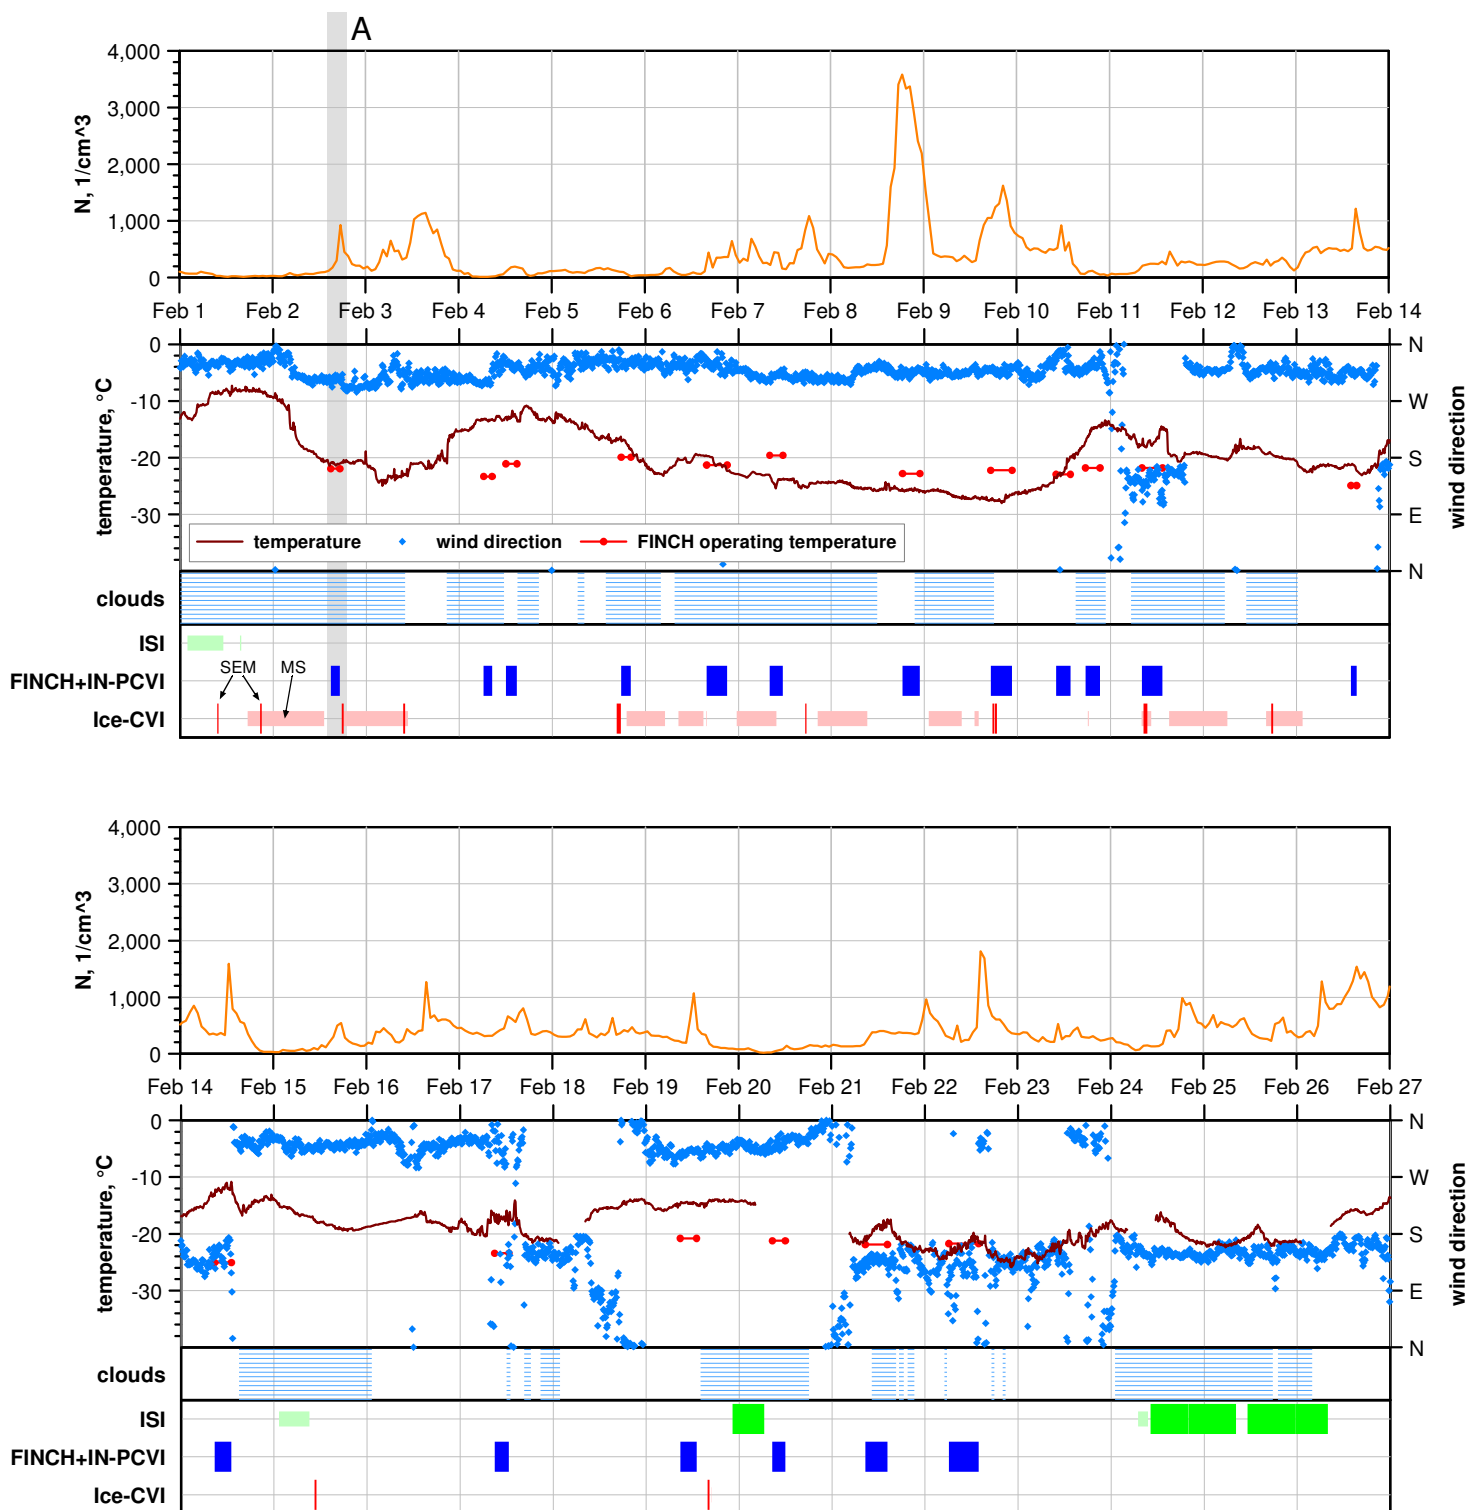 A
4,000
3,000
2,000
1,000
0
N, 1/cm^3
Feb 1 Feb 2 Feb 3 Feb 4 Feb 5 Feb 6 Feb 7 Feb 8 Feb 9 Feb 10 Feb 11 Feb 12 Feb 13 Feb 14
0
-10
-20
-30
temperature, °C
N
W
S
E
N
wind direction
temperature wind direction FINCH operating temperature
clouds
ISI
SEM MS
FINCH+IN-PCVI
Ice-CVI
4,000
3,000
2,000
1,000
0
N, 1/cm^3
Feb 14 Feb 15 Feb 16 Feb 17 Feb 18 Feb 19 Feb 20 Feb 21 Feb 22 Feb 23 Feb 24 Feb 25 Feb 26 Feb 27
0
-10
-20
-30
temperature, °C
N
W
S
E
N
wind direction
clouds
ISI
FINCH+IN-PCVI
Ice-CVI